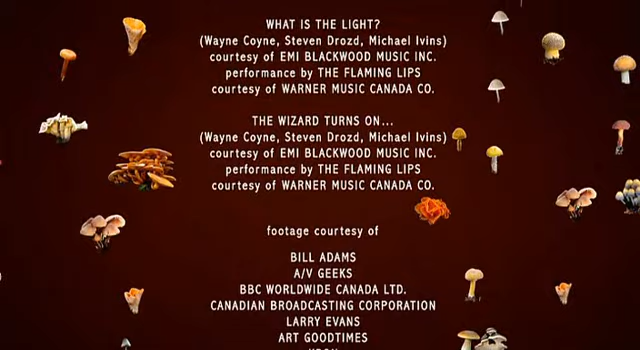 WHAT IS THE LIGHT?
(Wayne Coyne, Steven Drozd, Michael Ivins)
courtesy of EMI BLACKWOOD MUSIC INC.
performance by THE FLAMING LIPS
courtesy of WARNER MUSIC CANADA CO.
THE WIZARD TURNS ON...
(Wayne Coyne, Steven Drozd, Michael Ivins)
courtesy of EMI BLACKWOOD MUSIC INC.
performance by THE FLAMING LIPS
courtesy of WARNER MUSIC CANADA CO.
footage courtesy of
BILL ADAMS
A/V GEEKS
BBC WORLDWIDE CANADA LTD.
CANADIAN BROADCASTING CORPORATION
LARRY EVANS
ART GOODTIMES